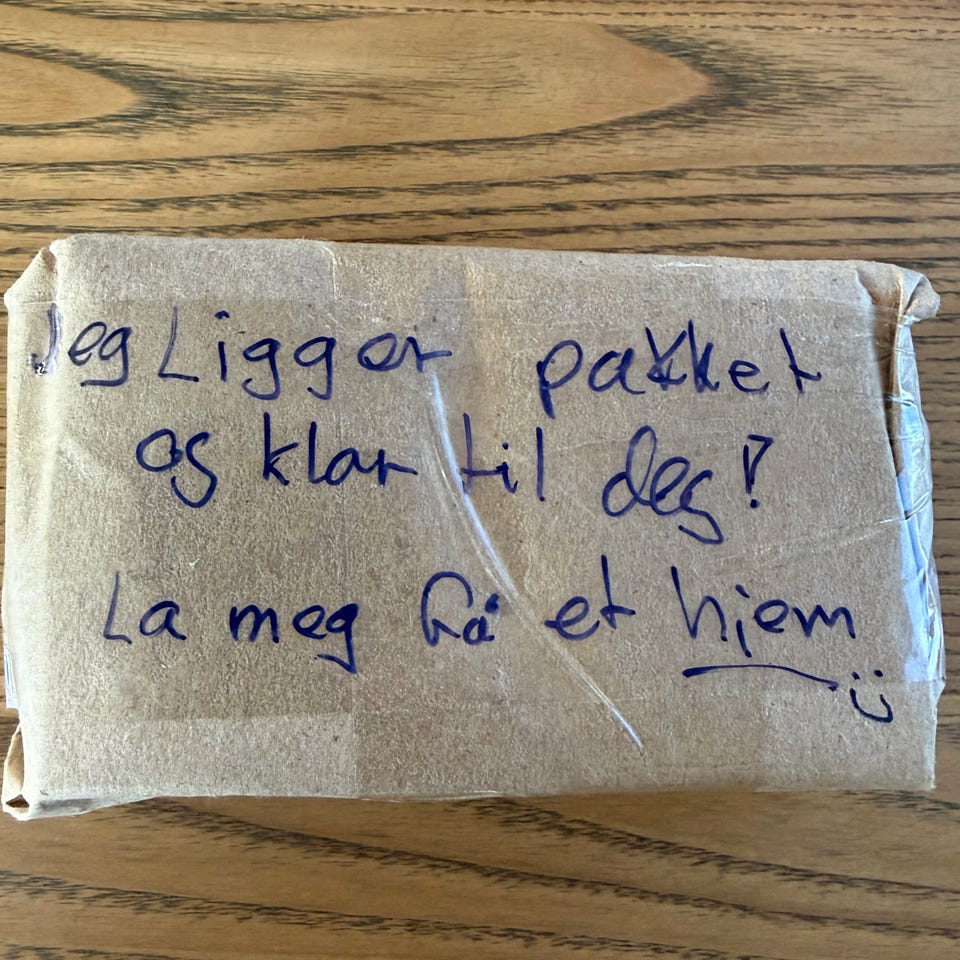 Jeg Ligger pakket
og klar til deg!
La meg få et hjem
ü